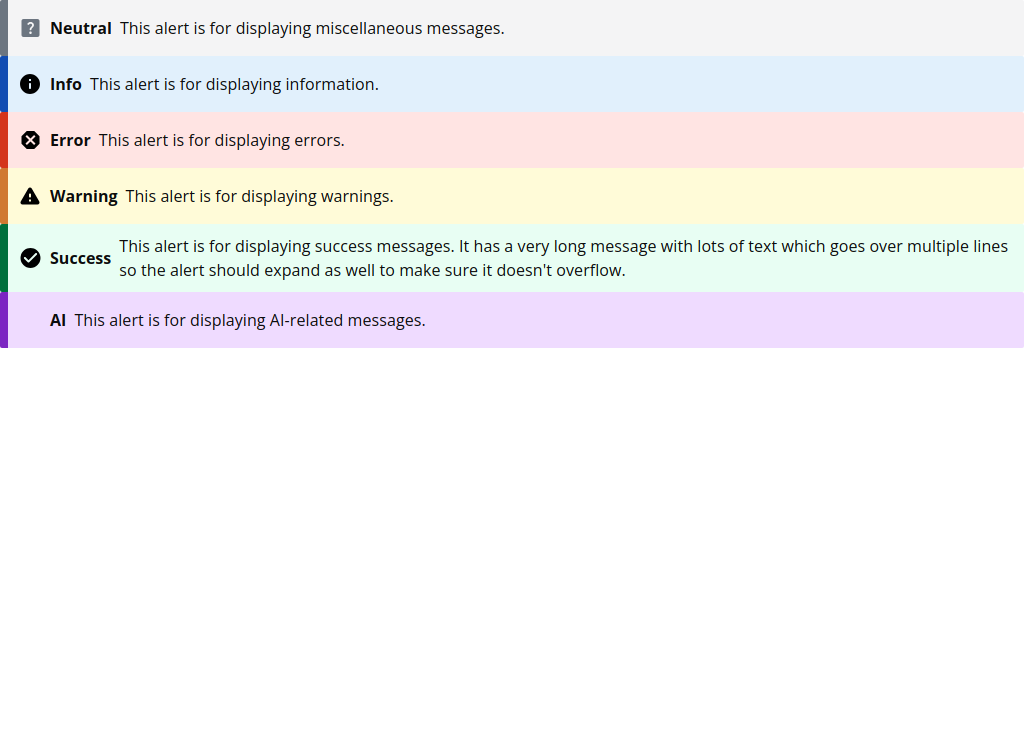 Neutral This alert is for displaying miscellaneous messages.
Info This alert is for displaying information.
Error This alert is for displaying errors.
Warning This alert is for displaying warnings.
This alert is for displaying success messages. It has a very long message with lots of text which goes over multiple lines
Success
so the alert should expand as well to make sure it doesn't overflow.
AI This alert is for displaying AI-related messages.